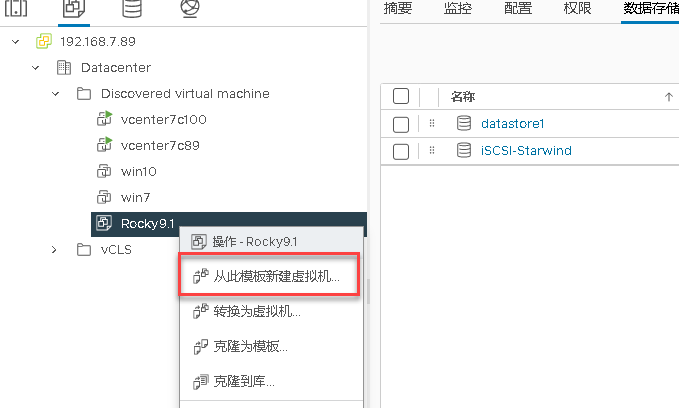 摘要 监控 配置 权限 数据存储
192.168.7.89
Datacenter
Discovered virtual machine
名称
vcenter7c100
datastore1
vcenter7c89
iSCSI-Starwind
win10
win7
Rocky9.1
操作 - Rocky9.1
vCLS
从此模板新建虚拟机...
转换为虚拟机...
克隆为模板...
克隆到库...